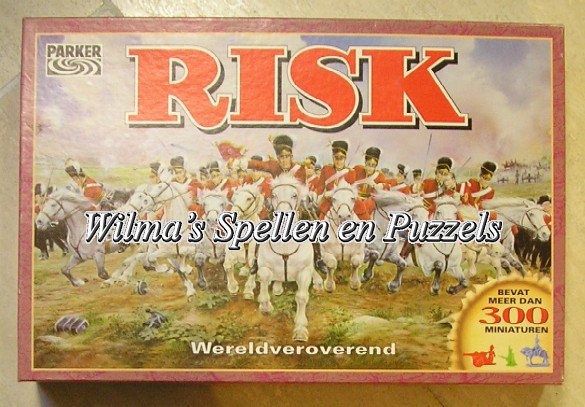 PARKER
RISK
Wilma's Spellen en Puzzels
BEVAT
MEER DAN
300
MINIATUREN
Wereldveroverend